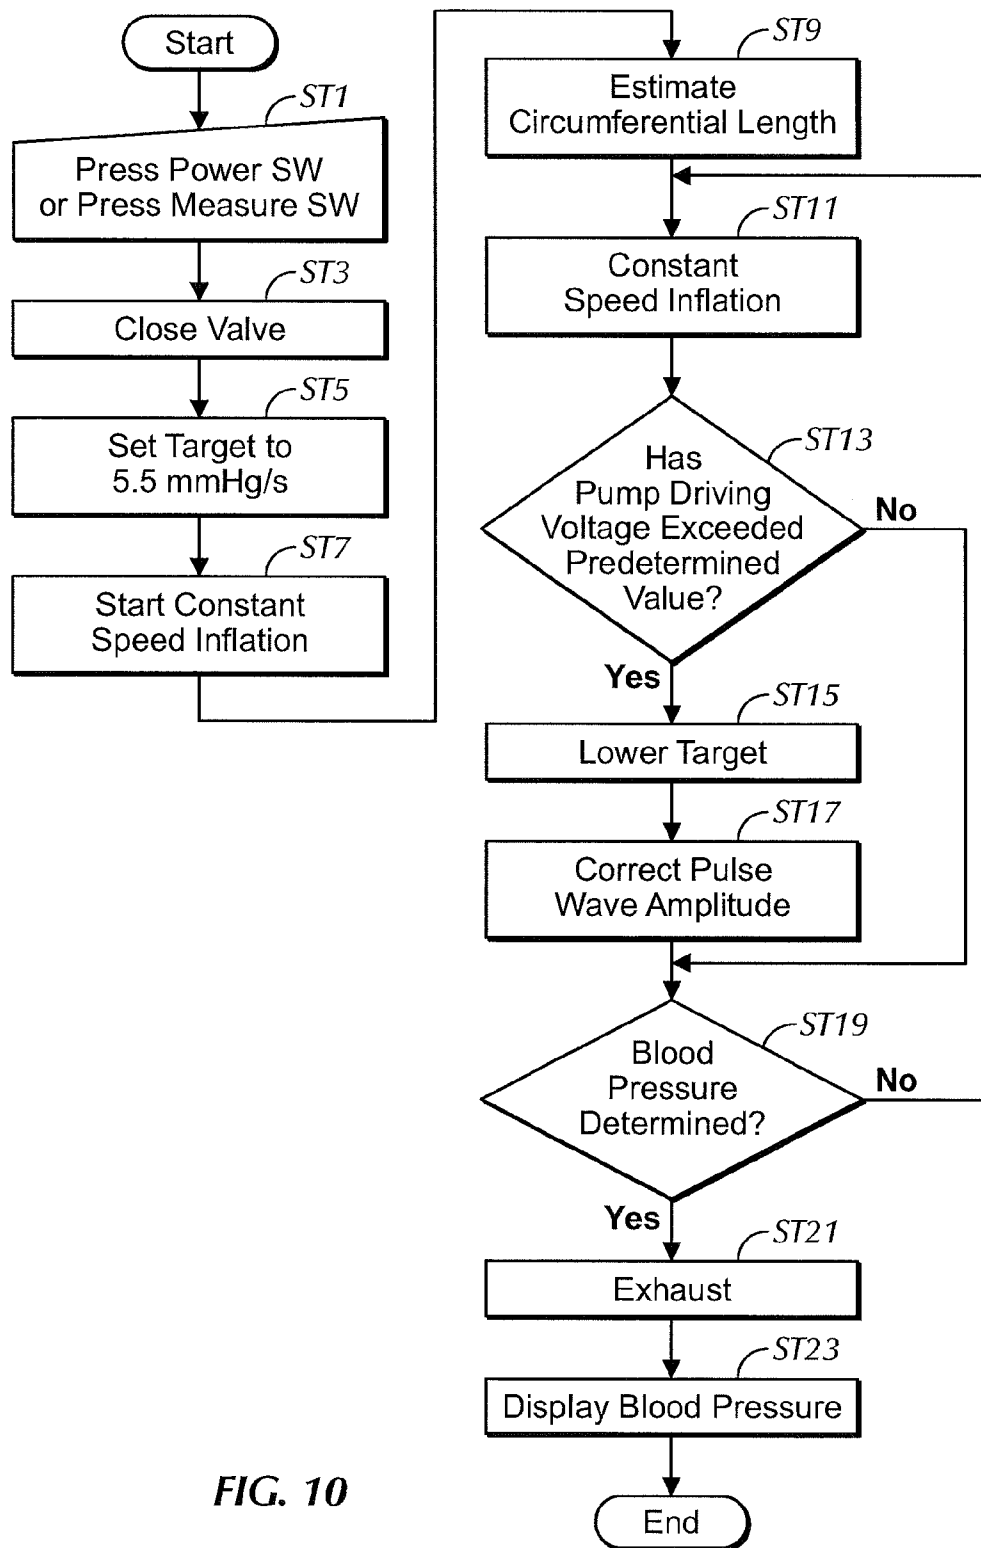 Start
ST1
Press Power SW
or Press Measure SW
ST3
Close Valve
ST5
Set Target to
5.5 mmHg/s
ST7
Start Constant
Speed Inflation
ST9
Estimate
Circumferential Length
ST11
Constant
Speed Inflation
ST13
Has
Pump Driving
Voltage Exceeded
Predetermined
Value?
No
Yes
ST15
Lower Target
ST17
Correct Pulse
Wave Amplitude
ST19
Blood
Pressure
Determined?
No
Yes
ST21
Exhaust
ST23
Display Blood Pressure
End
FIG. 10